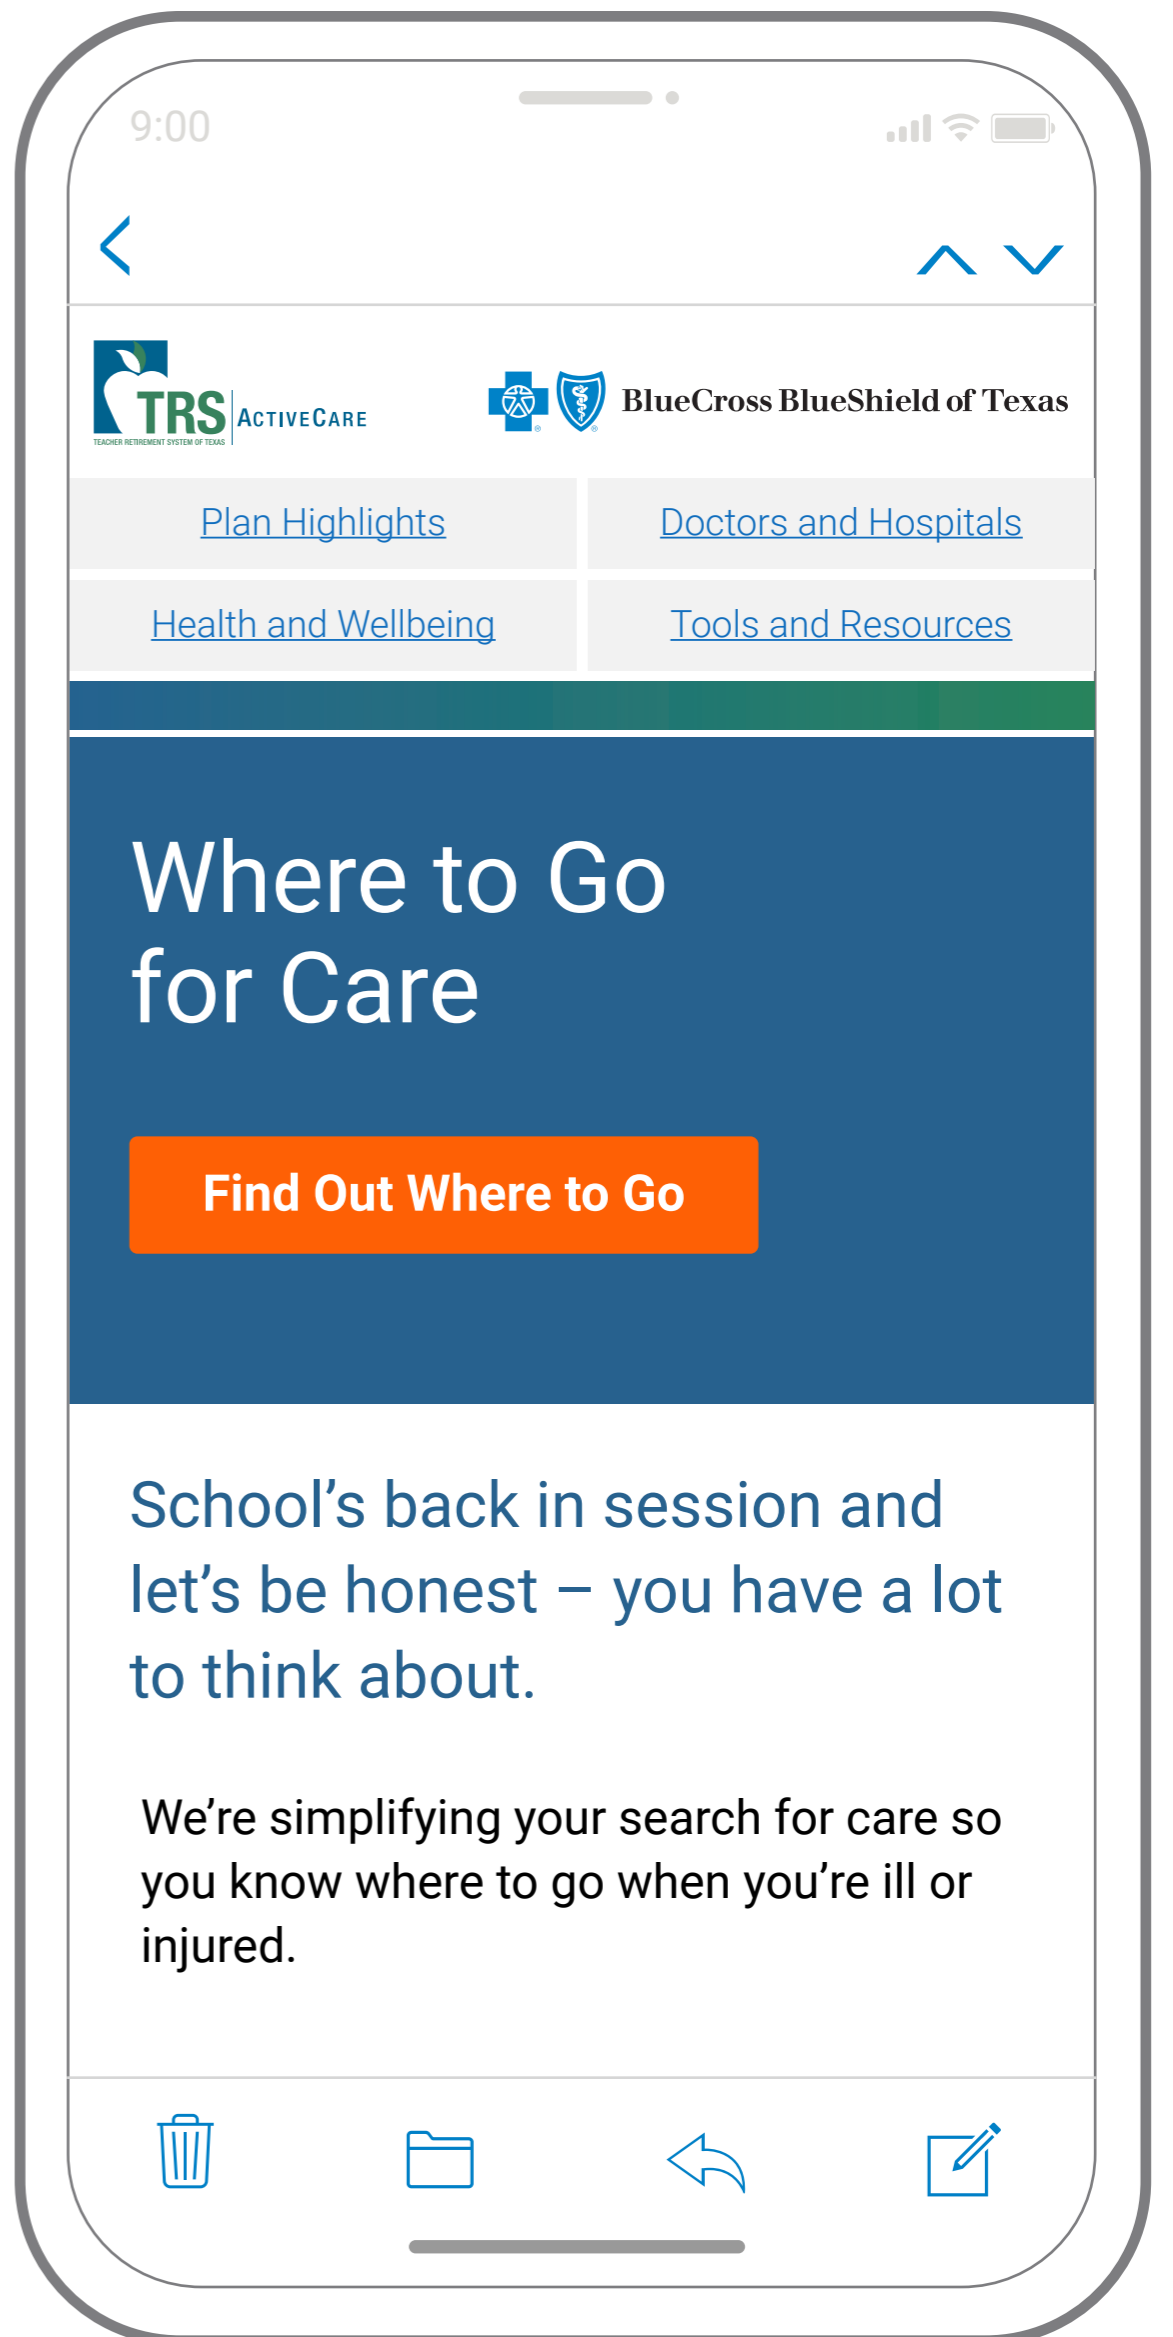 9:00
TRS
ACTIVECARE
TEACHER RETIREMENT SYSTEM OF TEXAS
BlueCross BlueShield of Texas
Plan Highlights
Doctors and Hospitals
Health and Wellbeing
Tools and Resources
Where to Go
for Care
Find Out Where to Go
School’s back in session and
let’s be honest – you have a lot
to think about.
We’re simplifying your search for care so
you know where to go when you’re ill or
injured.